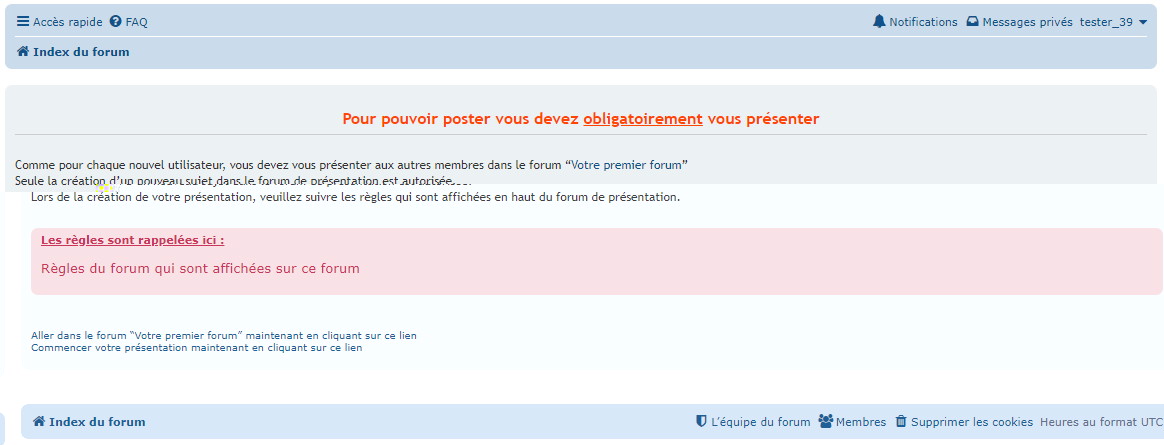 Accès rapide FAQ Notifications Messages privés tester_39
Index du forum
Pour pouvoir poster vous devez obligatoirement vous présenter
Comme pour chaque nouvel utilisateur, vous devez vous présenter aux autres membres dans le forum “Votre premier forum”
Seule la création d’un nouveau sujet dans le forum de présentation est autorisée...
Lors de la création de votre présentation, veuillez suivre les règles qui sont affichées en haut du forum de présentation.
Les règles sont rappelées ici :
Règles du forum qui sont affichées sur ce forum
Aller dans le forum “Votre premier forum” maintenant en cliquant sur ce lien
Commencer votre présentation maintenant en cliquant sur ce lien
Index du forum L’équipe du forum Membres Supprimer les cookies Heures au format UTC